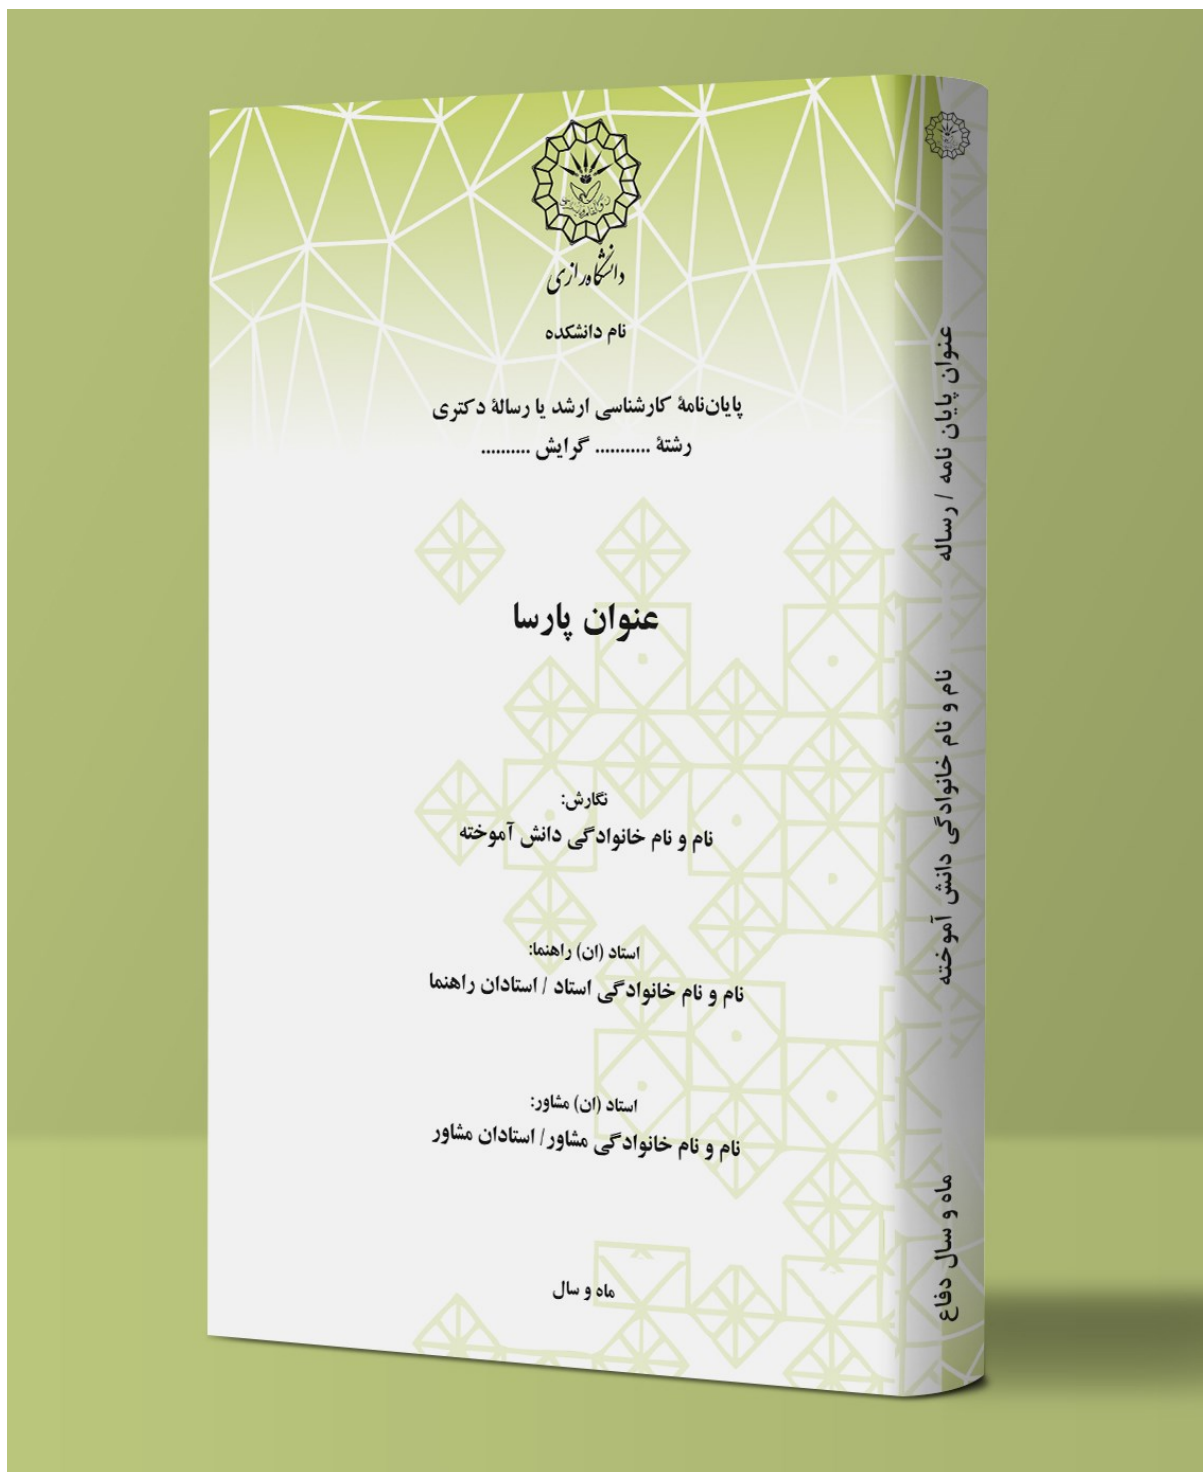 دانشگاه رازی
نام دانشکده
پایان‌نامهٔ کارشناسی ارشد یا رسالهٔ دکتری
رشتهٔ ........... گرایش ..........
عنوان پارسا
نگارش:
نام و نام خانوادگی دانش آموخته
استاد (ان) راهنما:
نام و نام خانوادگی استاد / استادان راهنما
استاد (ان) مشاور:
نام و نام خانوادگی مشاور/ استادان مشاور
ماه و سال
عنوان پایان نامه / رساله
نام و نام خانوادگی دانش آموخته
ماه و سال دفاع